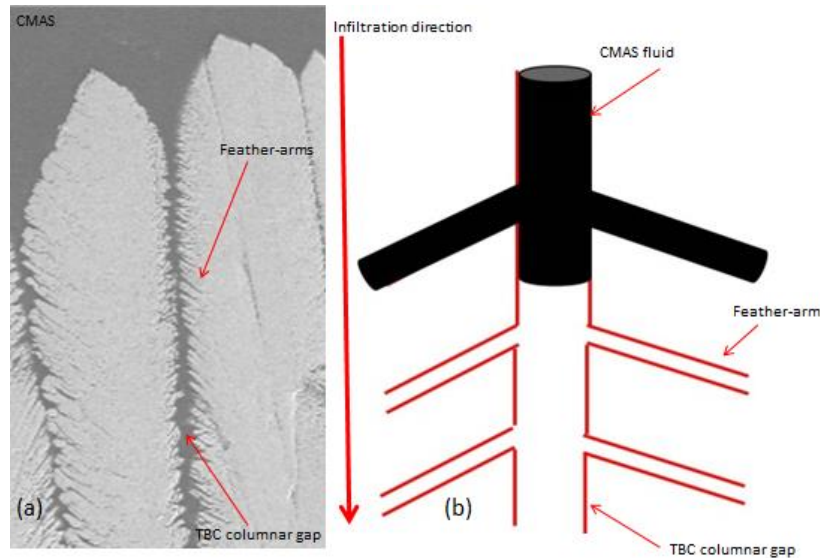 CMAS
Feather-arms
(a)
TBC columnar gap
Infiltration direction
CMAS fluid
Feather-arm
(b)
TBC columnar gap